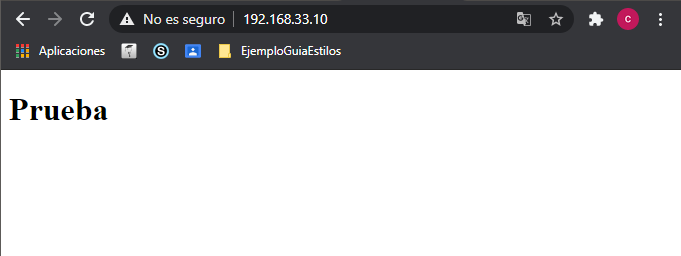 No es seguro 192.168.33.10 C
Aplicaciones S EjemploGuiaEstilos
Prueba